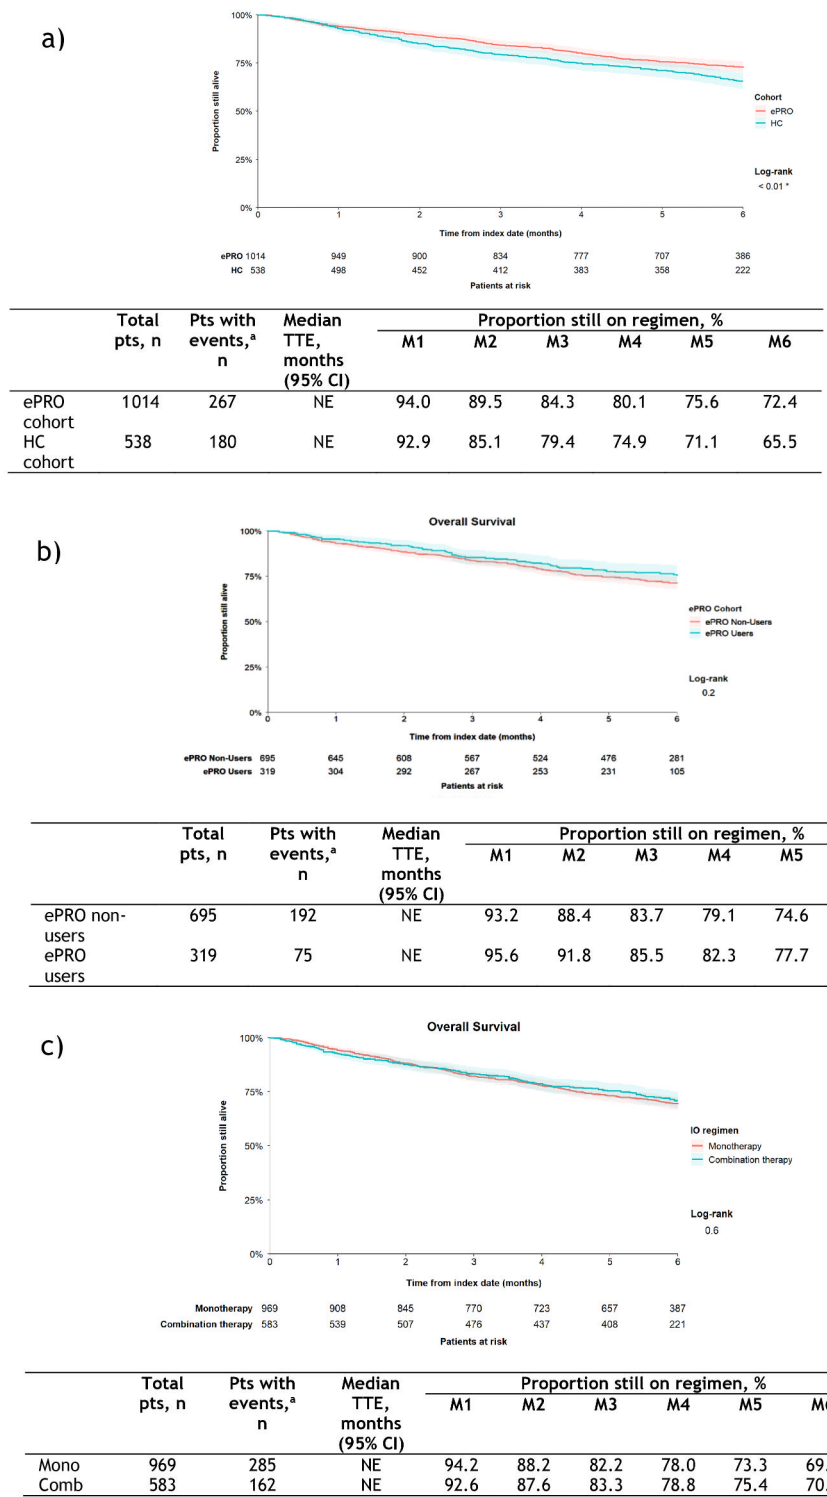 a)
100%
75%
50%
25%
0%
Proportion still alive
0 1 2 3 4 5 6
Time from index date (months)
Cohort
ePRO
HC
Log-rank
< 0.01 *
ePRO 1014 949 900 834 777 707 386
HC 538 498 452 412 383 358 222
Patients at risk
Total pts, n Pts with events,a n Median TTE, months (95% CI) Proportion still on regimen, %
M1 M2 M3 M4 M5 M6
ePRO cohort 1014 267 NE 94.0 89.5 84.3 80.1 75.6 72.4
HC cohort 538 180 NE 92.9 85.1 79.4 74.9 71.1 65.5
b)
Overall Survival
100%
75%
50%
25%
0%
Proportion still alive
0 1 2 3 4 5 6
Time from index date (months)
ePRO Cohort
ePRO Non-Users
ePRO Users
Log-rank
0.2
ePRO Non-Users 695 645 608 567 524 476 281
ePRO Users 319 304 292 267 253 231 105
Patients at risk
Total pts, n Pts with events,a n Median TTE, months (95% CI) Proportion still on regimen, %
M1 M2 M3 M4 M5
ePRO non-users 695 192 NE 93.2 88.4 83.7 79.1 74.6
ePRO users 319 75 NE 95.6 91.8 85.5 82.3 77.7
c)
Overall Survival
100%
75%
50%
25%
0%
Proportion still alive
0 1 2 3 4 5 6
Time from index date (months)
IO regimen
Monotherapy
Combination therapy
Log-rank
0.6
Monotherapy 969 908 845 770 723 657 387
Combination therapy 583 539 507 476 437 408 221
Patients at risk
Total pts, n Pts with events,a n Median TTE, months (95% CI) Proportion still on regimen, %
M1 M2 M3 M4 M5
Mono 969 285 NE 94.2 88.2 82.2 78.0 73.3 69.
Comb 583 162 NE 92.6 87.6 83.3 78.8 75.4 70.